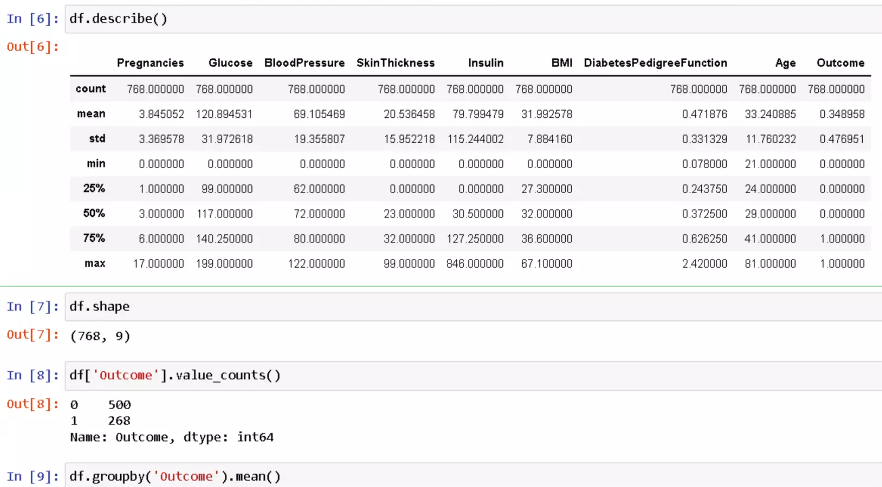 In [6]: df.describe()
Out[6]:
Pregnancies Glucose BloodPressure SkinThickness Insulin BMI DiabetesPedigreeFunction Age Outcome
count 768.000000 768.000000 768.000000 768.000000 768.000000 768.000000 768.000000 768.000000 768.000000
mean 3.845052 120.894531 69.105469 20.536458 79.799479 31.992578 0.471876 33.240885 0.348958
std 3.369578 31.972618 19.355807 15.952218 115.244002 7.884160 0.331329 11.760232 0.476951
min 0.000000 0.000000 0.000000 0.000000 0.000000 0.000000 0.078000 21.000000 0.000000
25% 1.000000 99.000000 62.000000 0.000000 0.000000 27.300000 0.243750 24.000000 0.000000
50% 3.000000 117.000000 72.000000 23.000000 30.500000 32.000000 0.372500 29.000000 0.000000
75% 6.000000 140.250000 80.000000 32.000000 127.250000 36.600000 0.626250 41.000000 1.000000
max 17.000000 199.000000 122.000000 99.000000 846.000000 67.100000 2.420000 81.000000 1.000000
In [7]: df.shape
Out[7]: (768, 9)
In [8]: df['Outcome'].value_counts()
Out[8]: 0 500
1 268
Name: Outcome, dtype: int64
In [9]: df.groupby('Outcome').mean()